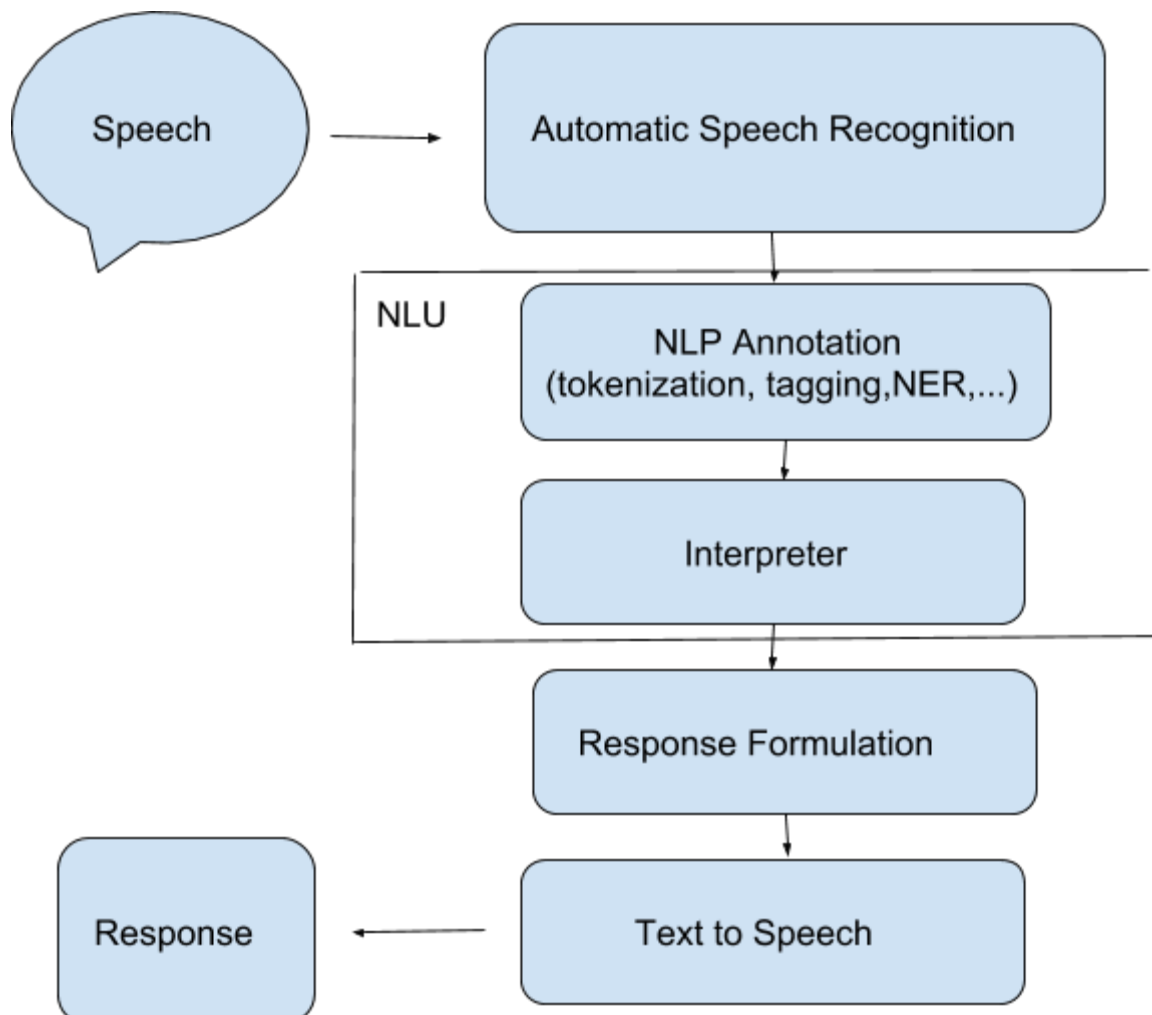 Speech
Automatic Speech Recognition
NLU
NLP Annotation
(tokenization, tagging,NER,...)
Interpreter
Response Formulation
Text to Speech
Response